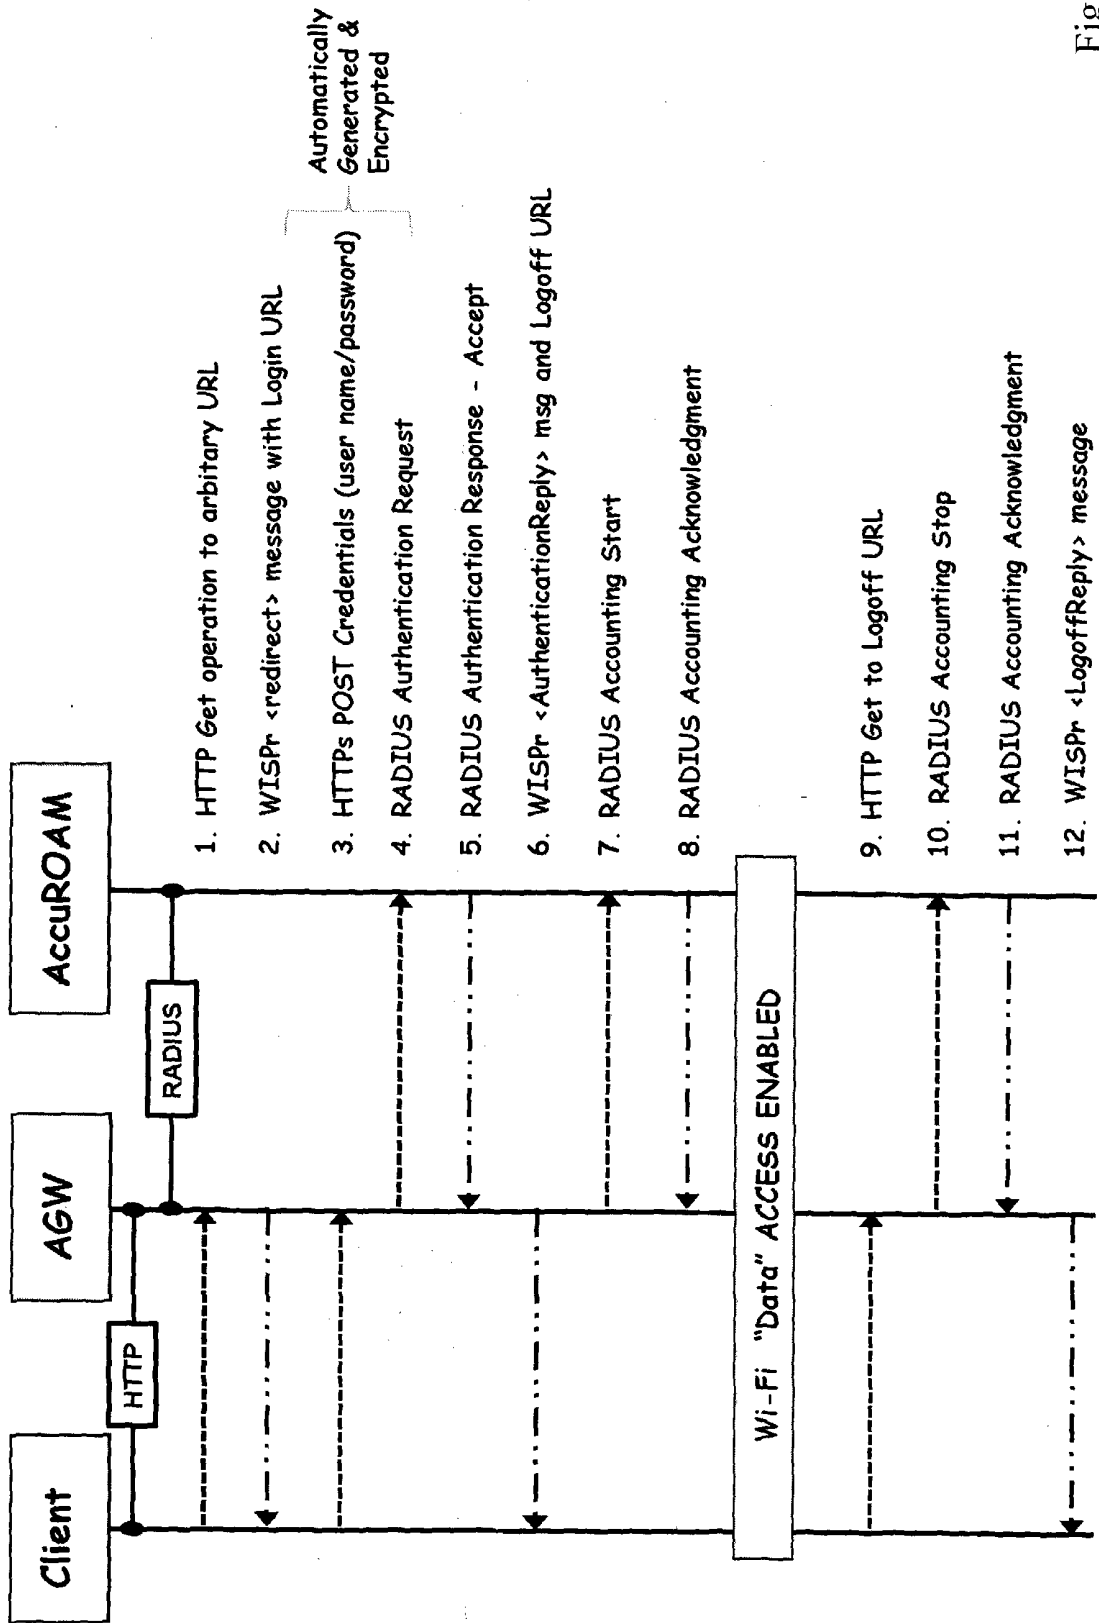 Client
AGW
AccuROAM
HTTP
RADIUS
1. HTTP Get operation to arbitary URL
2. WISPr <redirect> message with Login URL
3. HTTPs POST Credentials (user name/password)
4. RADIUS Authentication Request
Automatically
Generated &
Encrypted
5. RADIUS Authentication Response - Accept
6. WISPr <AuthenticationReply> msg and Logoff URL
7. RADIUS Accounting Start
8. RADIUS Accounting Acknowledgment
Wi-Fi "Data" ACCESS ENABLED
9. HTTP Get to Logoff URL
10. RADIUS Accounting Stop
11. RADIUS Accounting Acknowledgment
12. WISPr <LogoffReply> message
Fig